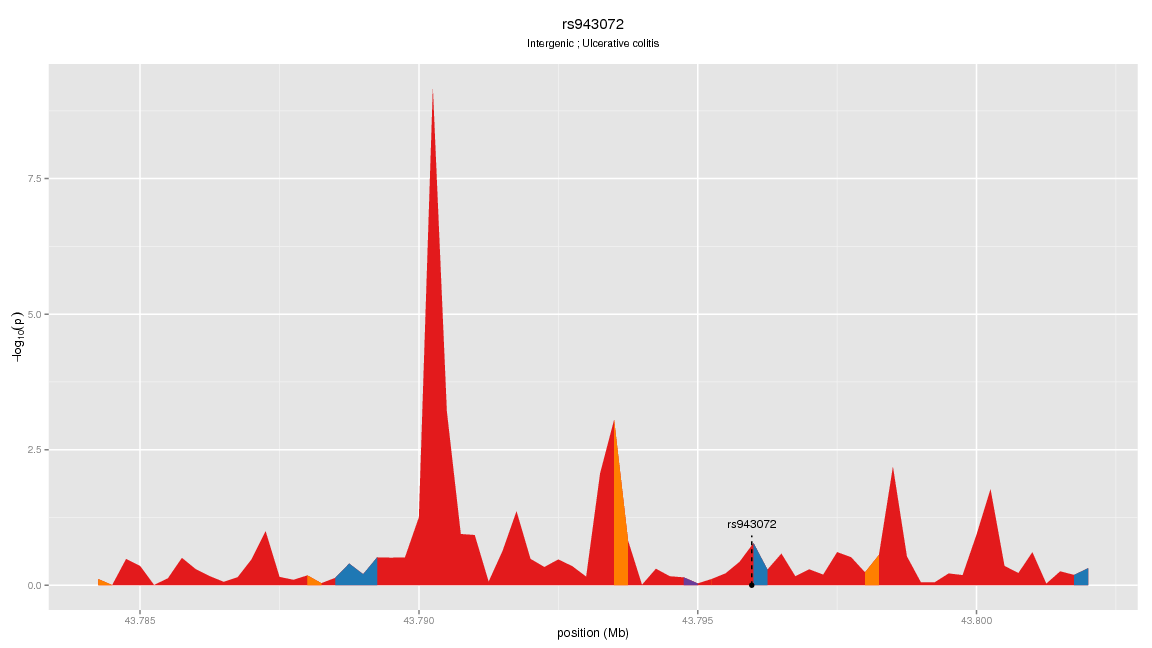 rs943072
Intergenic ; Ulcerative colitis
7.5
5.0
2.5
0.0
−log10(p)
rs943072
43.785
43.790
43.795
43.800
position (Mb)